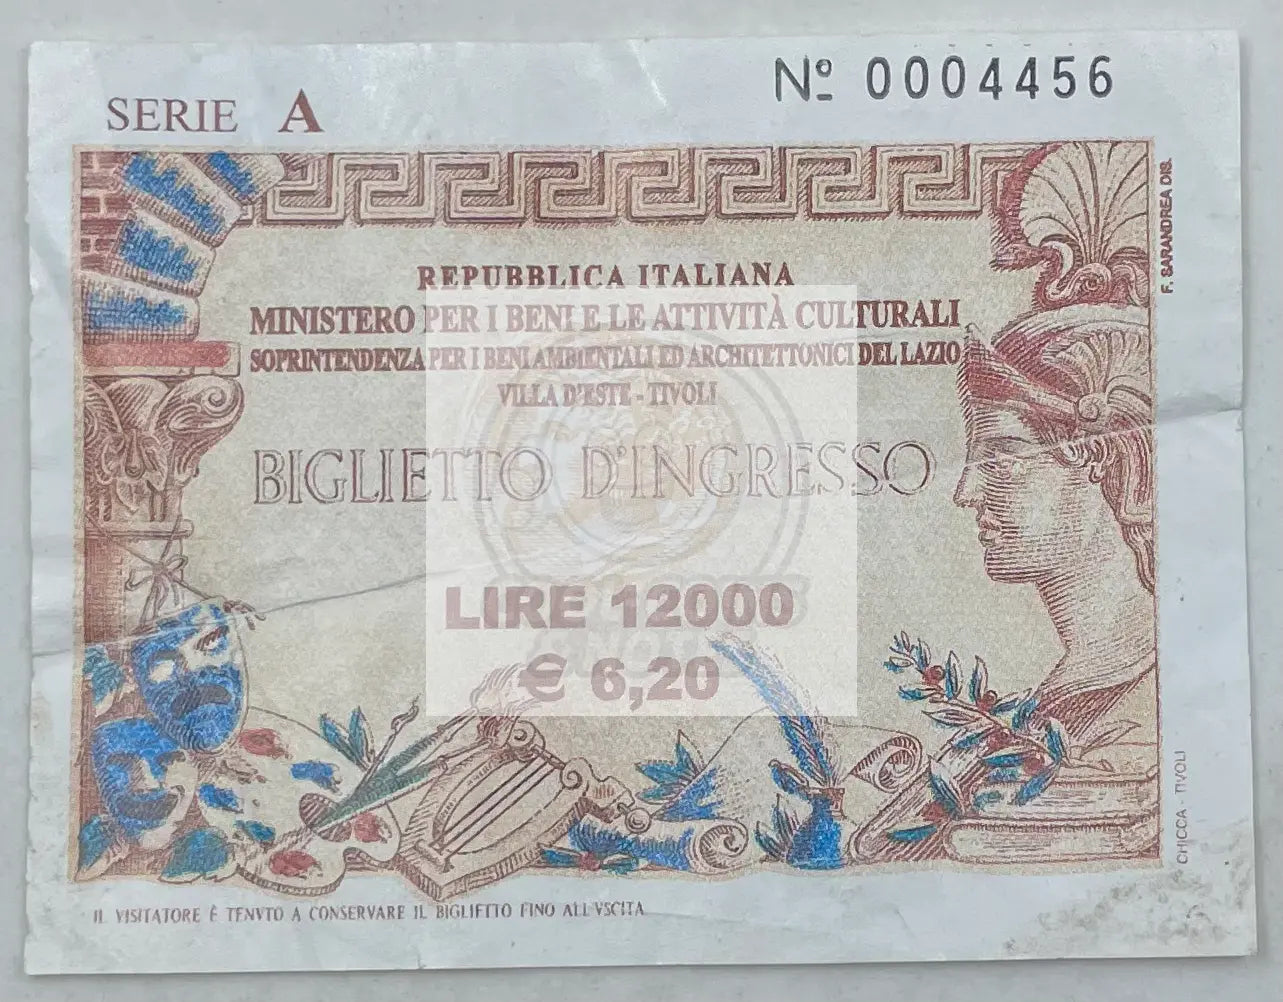 SERIE A
Nº 0004456
REPUBBLICA ITALIANA
MINISTERO PER I BENI E LE ATTIVITÀ CULTURALI
SOPRINTENDENZA PER I BENI AMBIENTALI ED ARCHITETTONICI DEL LAZIO
VILLA D'ESTE - TIVOLI
BIGLIETTO D'INGRESSO
LIRE 12000
€ 6,20
F. SARANDREA DIS.
CHICCA - TIVOLI
IL VISITATORE È TENVTO A CONSERVARE IL BIGLIETTO FINO ALL'VSCITA